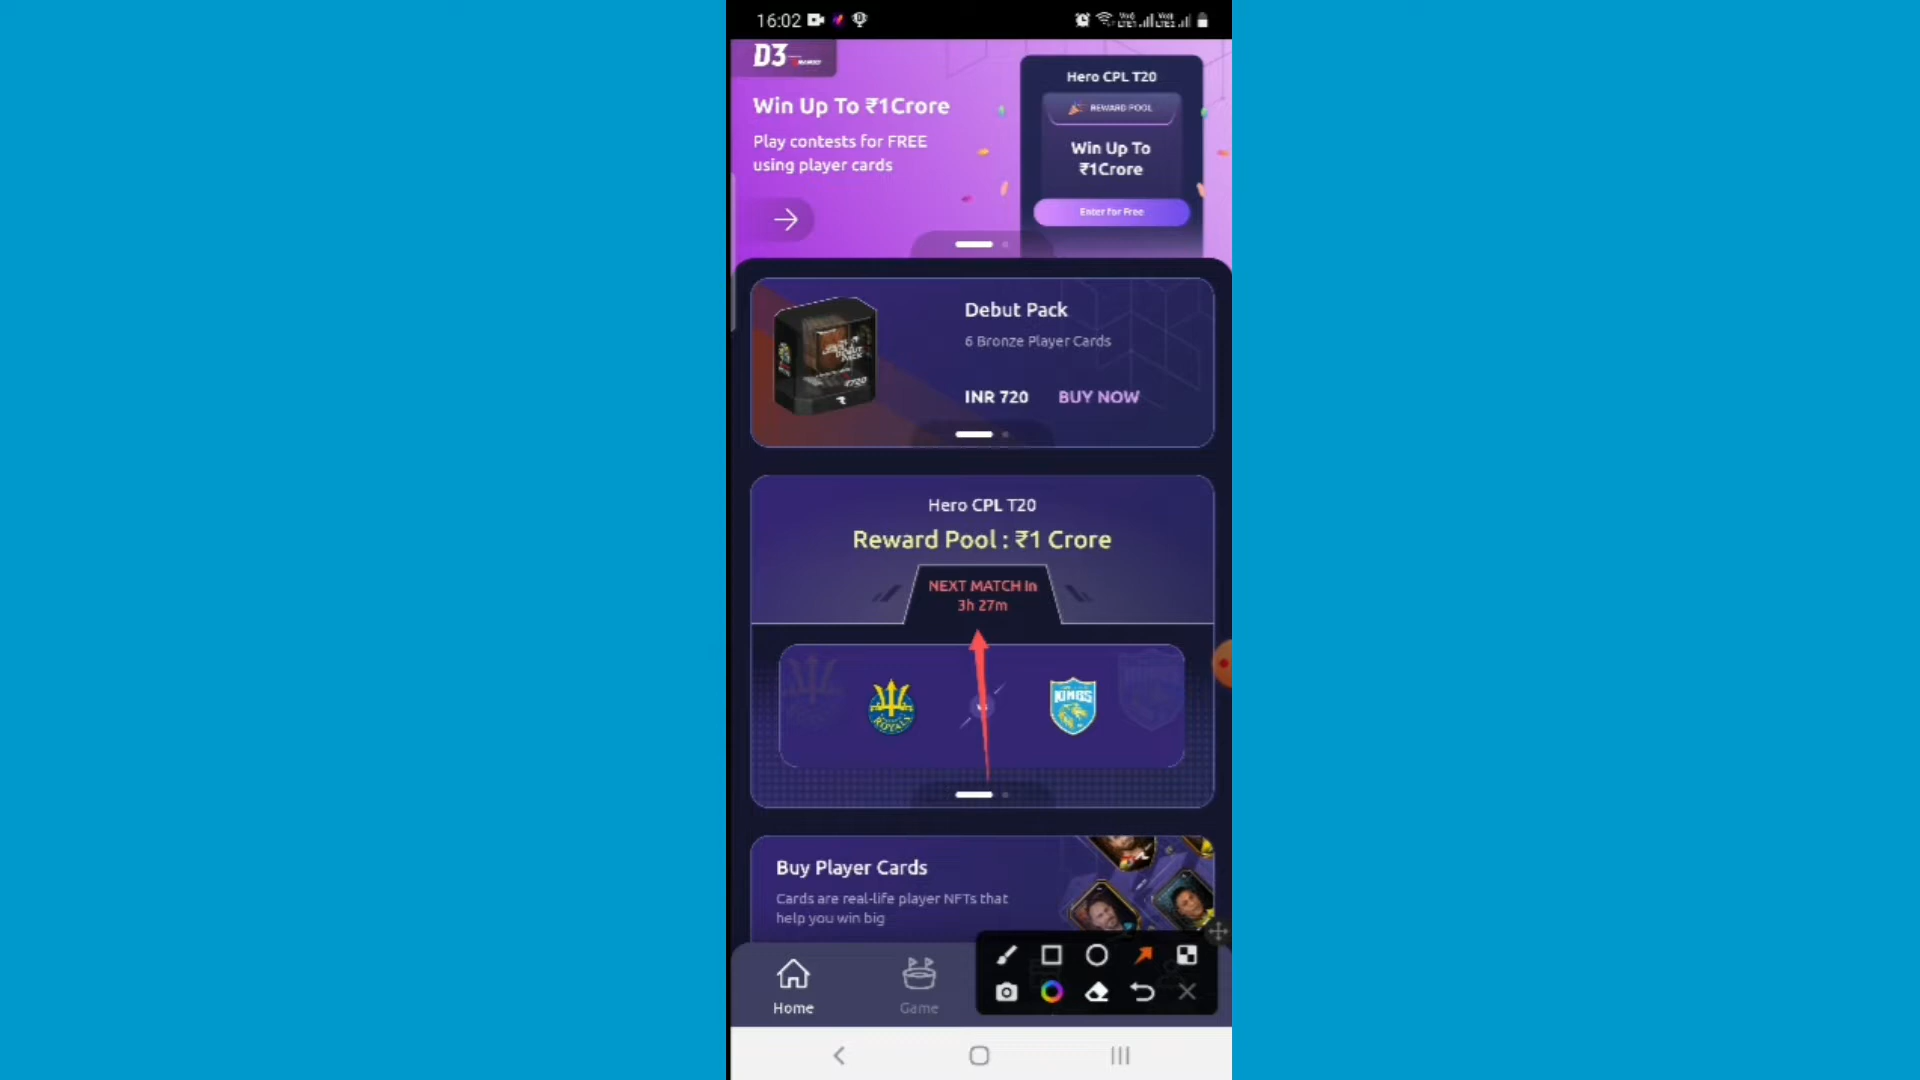 16:02
D3
Win Up To ₹1Crore
Play contests for FREE
using player cards
Hero CPL T20
REWARD POOL
Win Up To
₹1Crore
Enter for Free
Debut Pack
6 Bronze Player Cards
INR 720 BUY NOW
Hero CPL T20
Reward Pool : ₹1 Crore
NEXT MATCH In
3h 27m
ROYALS
KINGS
Buy Player Cards
Cards are real-life player NFTs that
help you win big
Home
Game